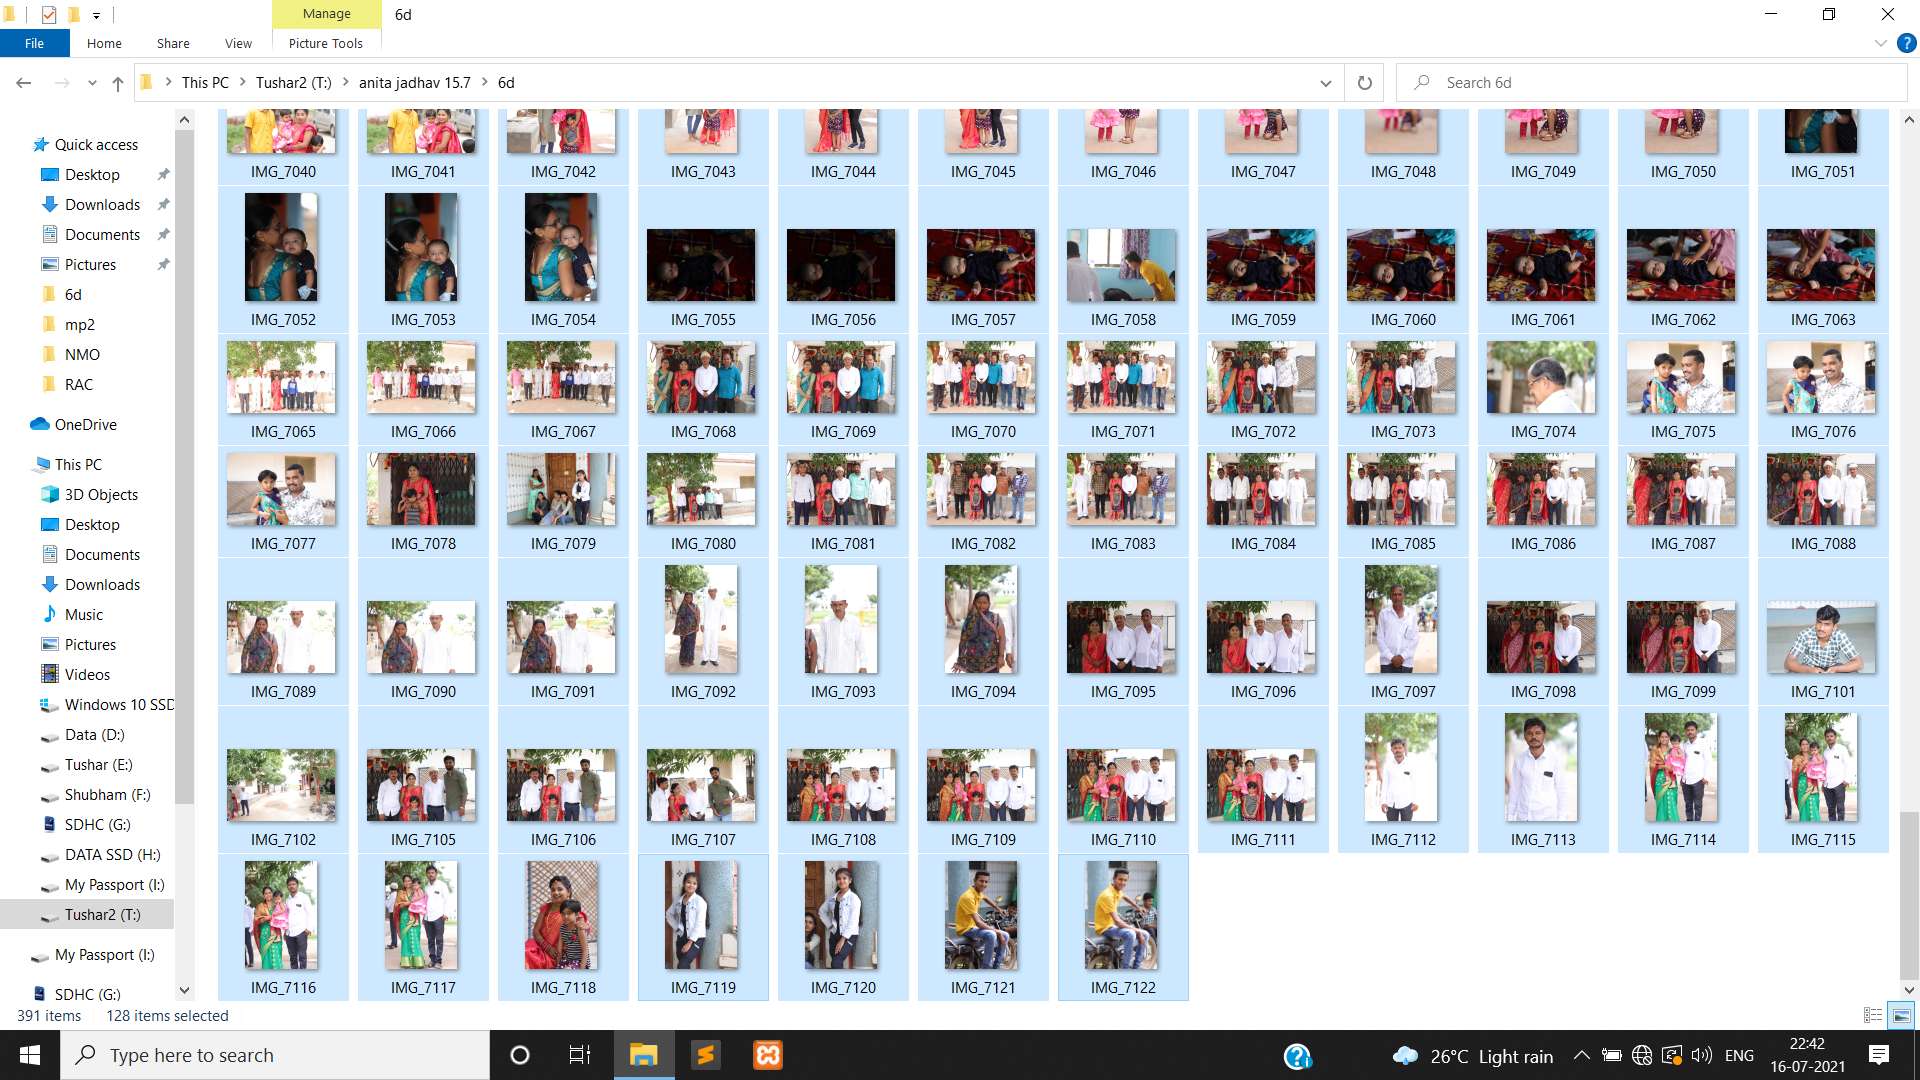 Manage
6d
File
Home
Share
View
Picture Tools
This PC
Tushar2 (T:)
anita jadhav 15.7
6d
Search 6d
Quick access
Desktop
Downloads
Documents
Pictures
6d
mp2
NMO
RAC
OneDrive
This PC
3D Objects
Desktop
Documents
Downloads
Music
Pictures
Videos
Windows 10 SSD
Data (D:)
Tushar (E:)
Shubham (F:)
SDHC (G:)
DATA SSD (H:)
My Passport (I:)
Tushar2 (T:)
My Passport (I:)
SDHC (G:)
IMG_7040 IMG_7041 IMG_7042 IMG_7043 IMG_7044 IMG_7045 IMG_7046 IMG_7047 IMG_7048 IMG_7049 IMG_7050 IMG_7051
IMG_7052 IMG_7053 IMG_7054 IMG_7055 IMG_7056 IMG_7057 IMG_7058 IMG_7059 IMG_7060 IMG_7061 IMG_7062 IMG_7063
IMG_7065 IMG_7066 IMG_7067 IMG_7068 IMG_7069 IMG_7070 IMG_7071 IMG_7072 IMG_7073 IMG_7074 IMG_7075 IMG_7076
IMG_7077 IMG_7078 IMG_7079 IMG_7080 IMG_7081 IMG_7082 IMG_7083 IMG_7084 IMG_7085 IMG_7086 IMG_7087 IMG_7088
IMG_7089 IMG_7090 IMG_7091 IMG_7092 IMG_7093 IMG_7094 IMG_7095 IMG_7096 IMG_7097 IMG_7098 IMG_7099 IMG_7101
IMG_7102 IMG_7105 IMG_7106 IMG_7107 IMG_7108 IMG_7109 IMG_7110 IMG_7111 IMG_7112 IMG_7113 IMG_7114 IMG_7115
IMG_7116 IMG_7117 IMG_7118 IMG_7119 IMG_7120 IMG_7121 IMG_7122
391 items 128 items selected
Type here to search
26°C Light rain
ENG
22:42
16-07-2021